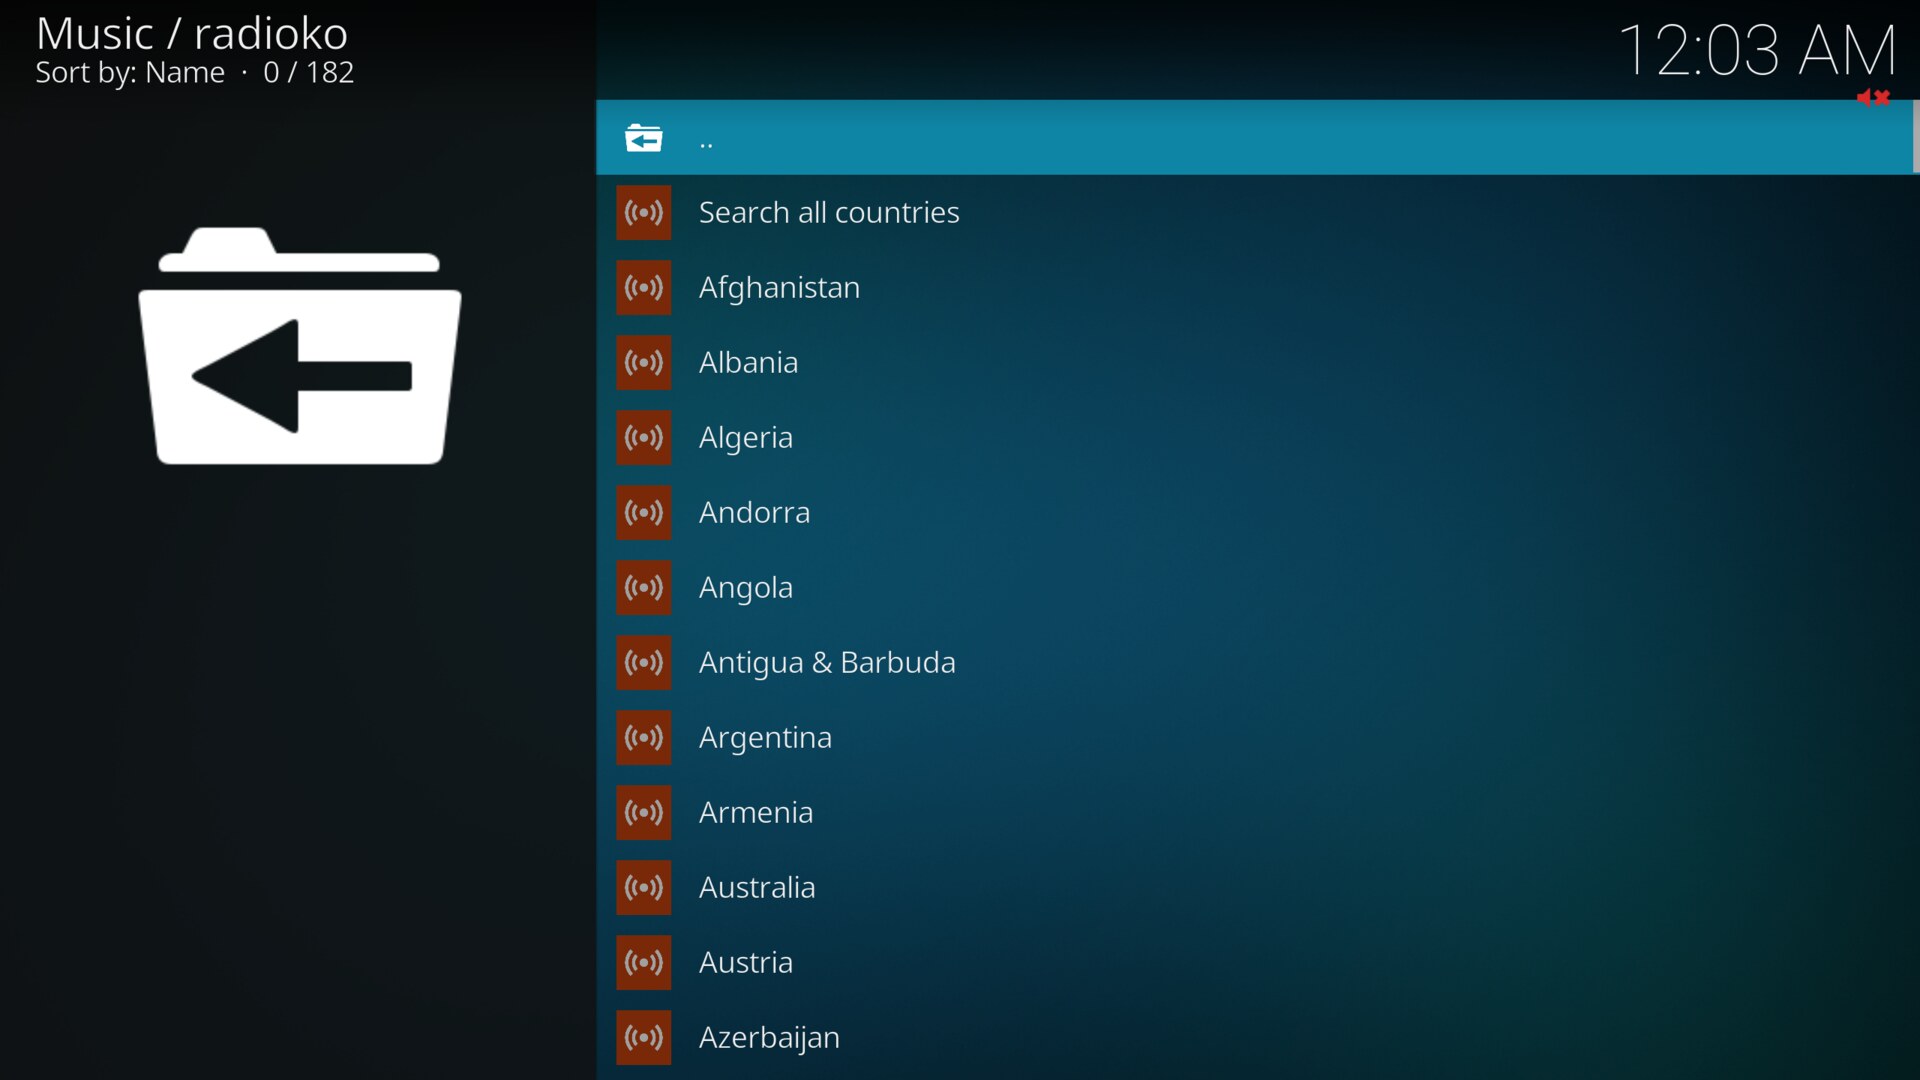 Music / radioko
Sort by: Name · 0 / 182
12:03 AM
..
Search all countries
Afghanistan
Albania
Algeria
Andorra
Angola
Antigua & Barbuda
Argentina
Armenia
Australia
Austria
Azerbaijan